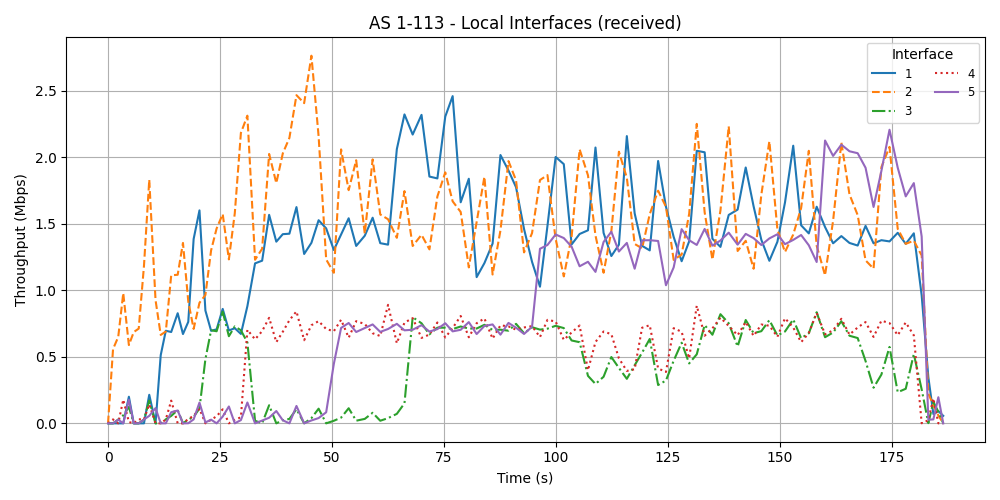 AS 1-113 - Local Interfaces (received)
Throughput (Mbps)
2.5
2.0
1.5
1.0
0.5
0.0
0 25 50 75 100 125 150 175
Time (s)
Interface
1 4
2 5
3